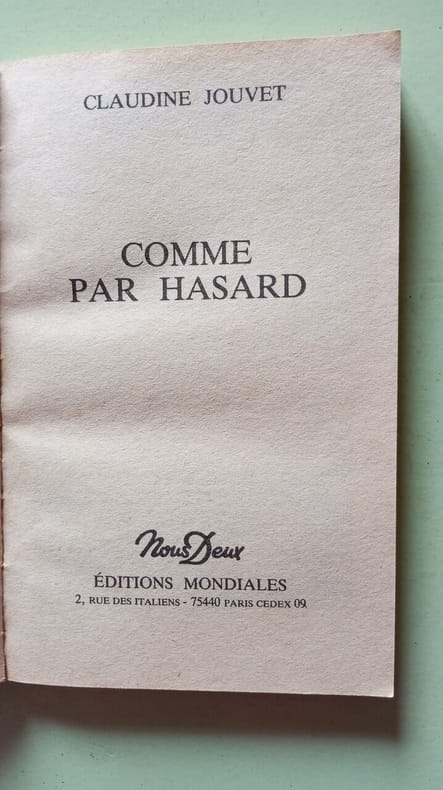 CLAUDINE JOUVET
COMME
PAR HASARD
Nous Deux
ÉDITIONS MONDIALES
2, RUE DES ITALIENS - 75440 PARIS CEDEX 09.